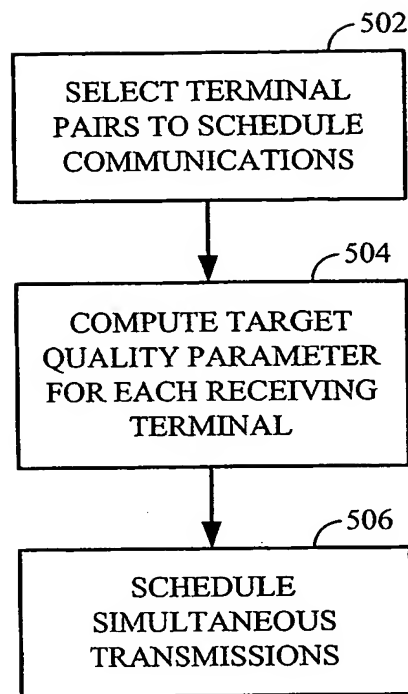 502
SELECT TERMINAL
PAIRS TO SCHEDULE
COMMUNICATIONS
504
COMPUTE TARGET
QUALITY PARAMETER
FOR EACH RECEIVING
TERMINAL
506
SCHEDULE
SIMULTANEOUS
TRANSMISSIONS